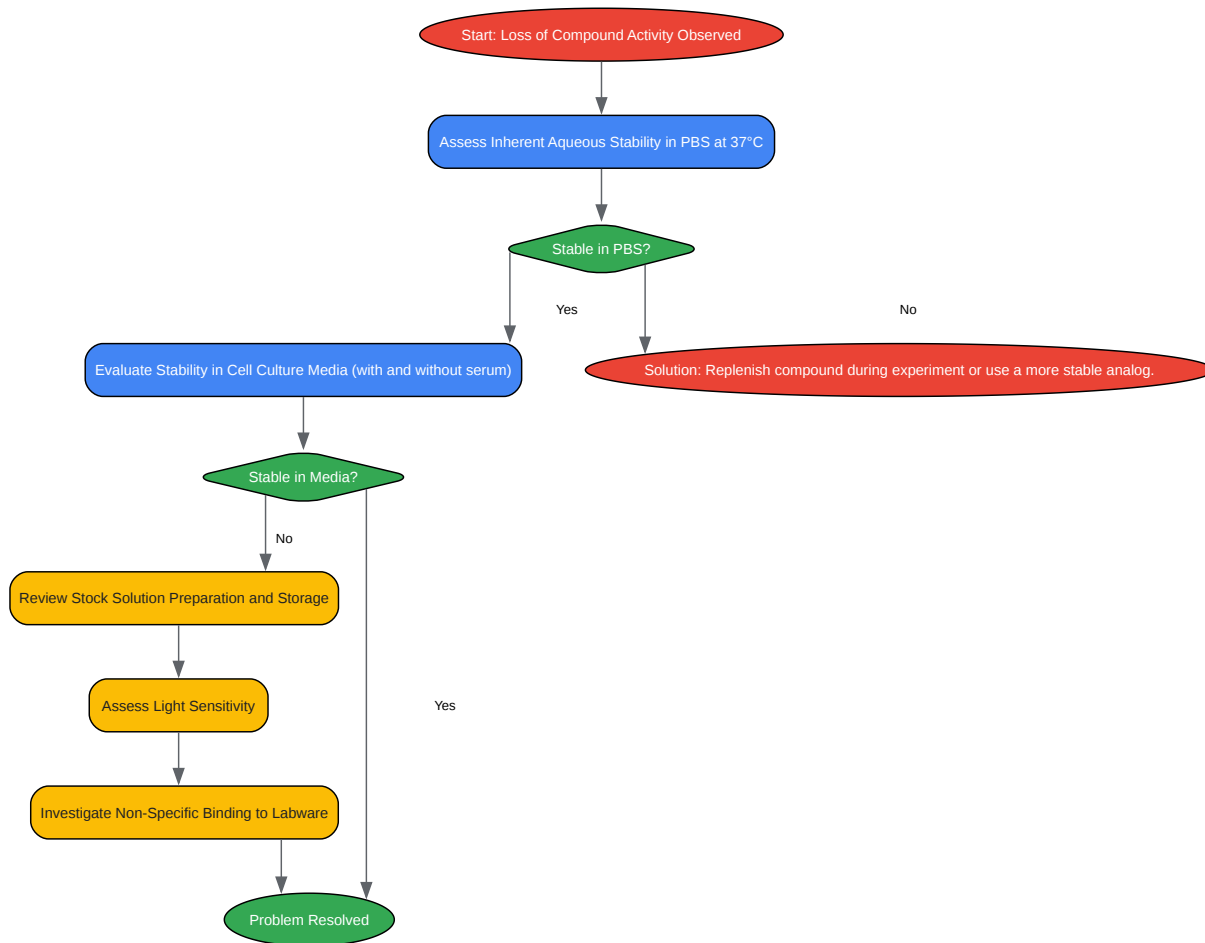 Start: Loss of Compound Activity Observed
Assess Inherent Aqueous Stability in PBS at 37°C
Stable in PBS?
Yes
No
Evaluate Stability in Cell Culture Media (with and without serum)
Solution: Replenish compound during experiment or use a more stable analog.
Stable in Media?
No
Review Stock Solution Preparation and Storage
Assess Light Sensitivity
Yes
Investigate Non-Specific Binding to Labware
Problem Resolved